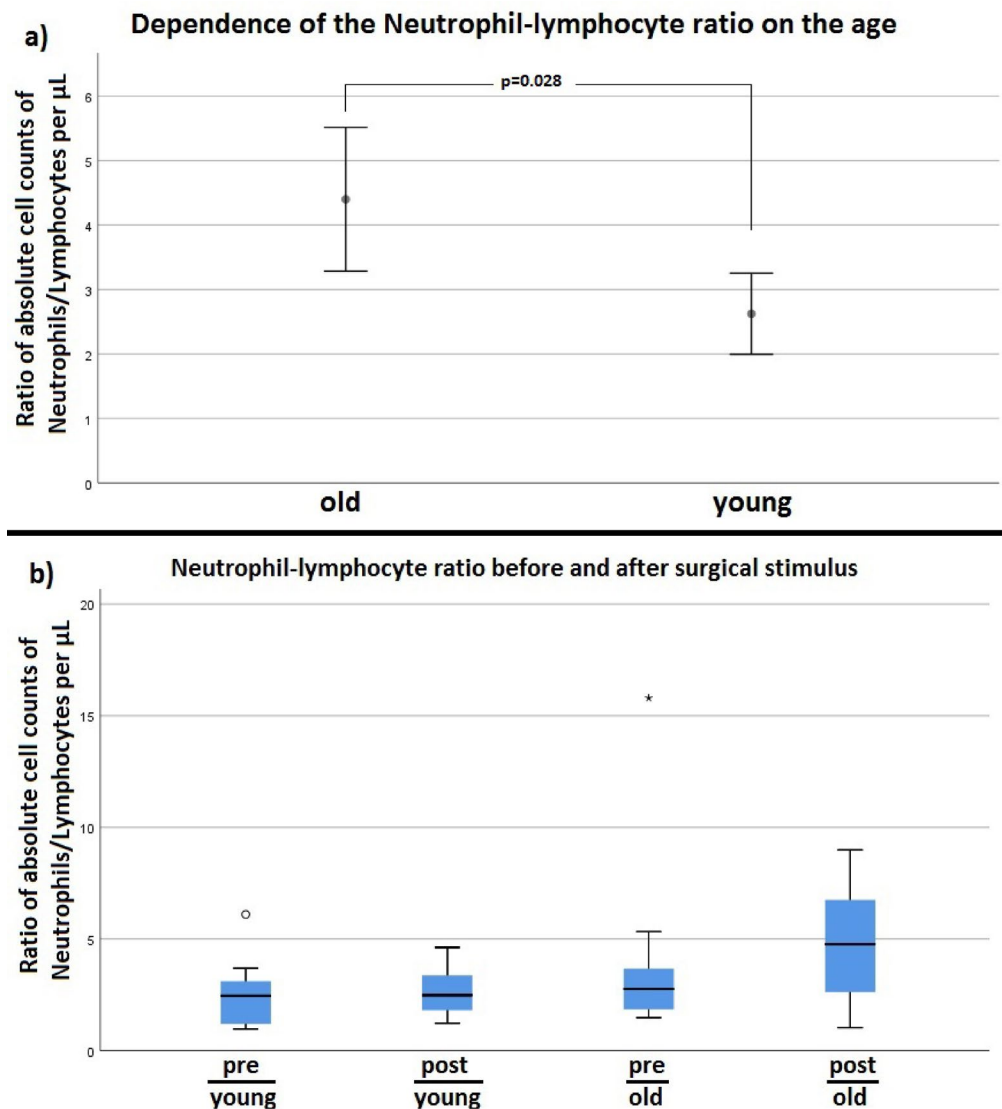 a)
Dependence of the Neutrophil-lymphocyte ratio on the age
Ratio of absolute cell counts of
Neutrophils/Lymphocytes per µL
p=0.028
6
5
4
3
2
1
0
old
young
b)
Neutrophil-lymphocyte ratio before and after surgical stimulus
Ratio of absolute cell counts of
Neutrophils/Lymphocytes per µL
20
15
10
5
0
pre
young
post
young
pre
old
post
old